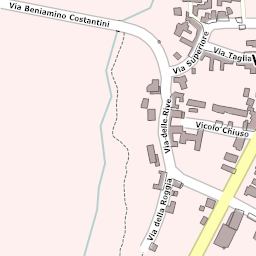 Via Beniamino Costantini
Via Superiore
Via Taglia
Via delle Rive
Vicolo Chiuso
Via della Roggia